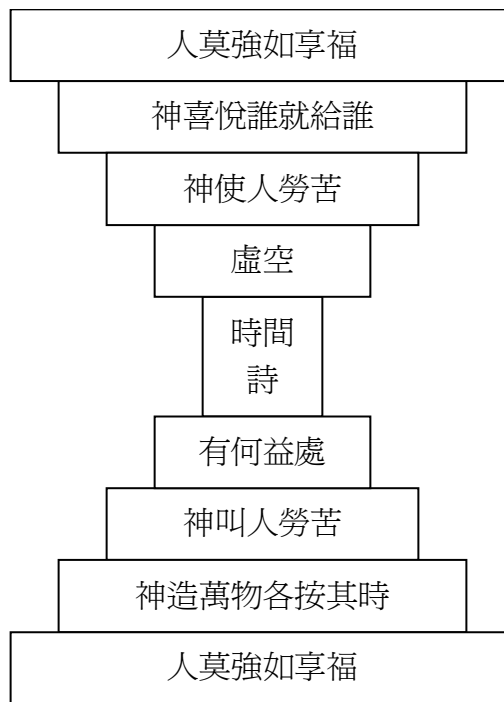 人莫強如享福
神喜悅誰就給誰
神使人勞苦
虛空
時間
詩
有何益處
神叫人勞苦
神造萬物各按其時
人莫強如享福